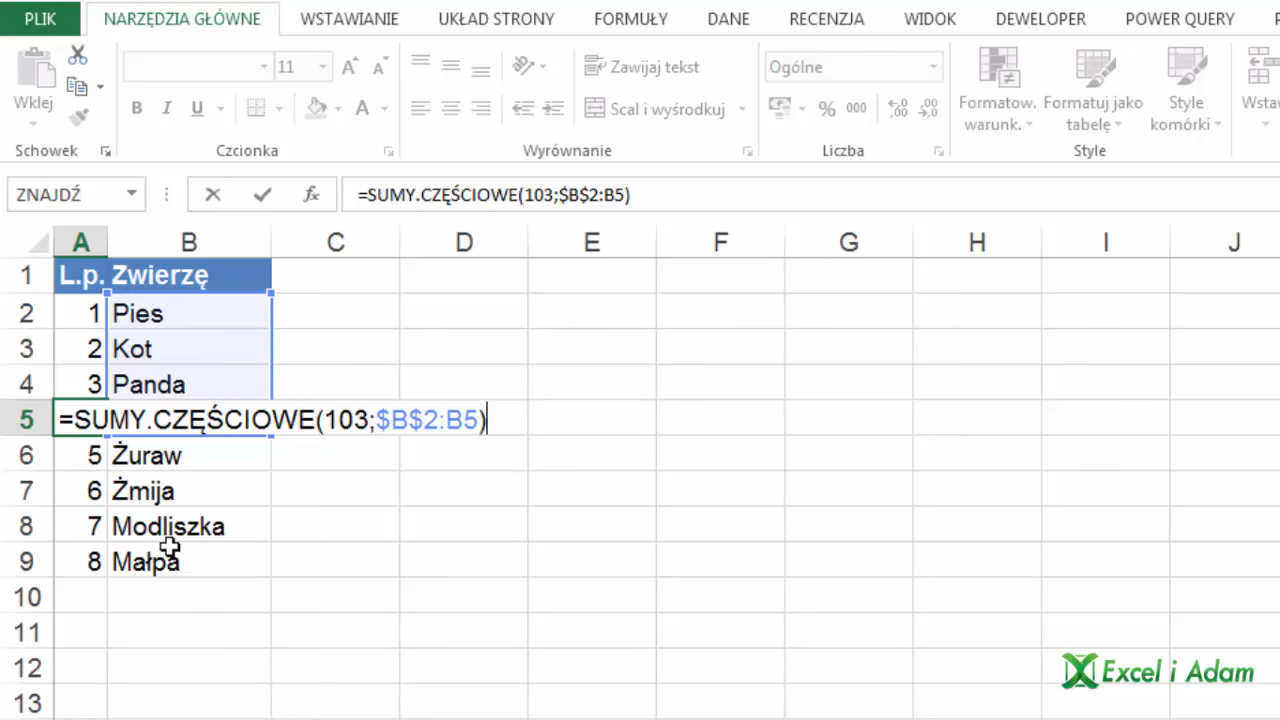 PLIK NARZĘDZIA GŁÓWNE WSTAWIANIE UKŁAD STRONY FORMUŁY DANE RECENZJA WIDOK DEWELOPER POWER QUERY
11
Zawijaj tekst
Ogólne
Wklej
B I U A
Scal i wyśrodkuj
% 000
Formatow. warunk.
Formatuj jako tabelę
Style komórki
Schowek Czcionka Wyrównanie Liczba Style
ZNAJDŹ fx =SUMY.CZĘŚCIOWE(103;$B$2:B5)
A B C D E F G H I J
1 L.p. Zwierzę
2 1 Pies
3 2 Kot
4 3 Panda
5 =SUMY.CZĘŚCIOWE(103;$B$2:B5)
6 5 Żuraw
7 6 Żmija
8 7 Modliszka
9 8 Małpa
10
11
12
Excel i Adam
13